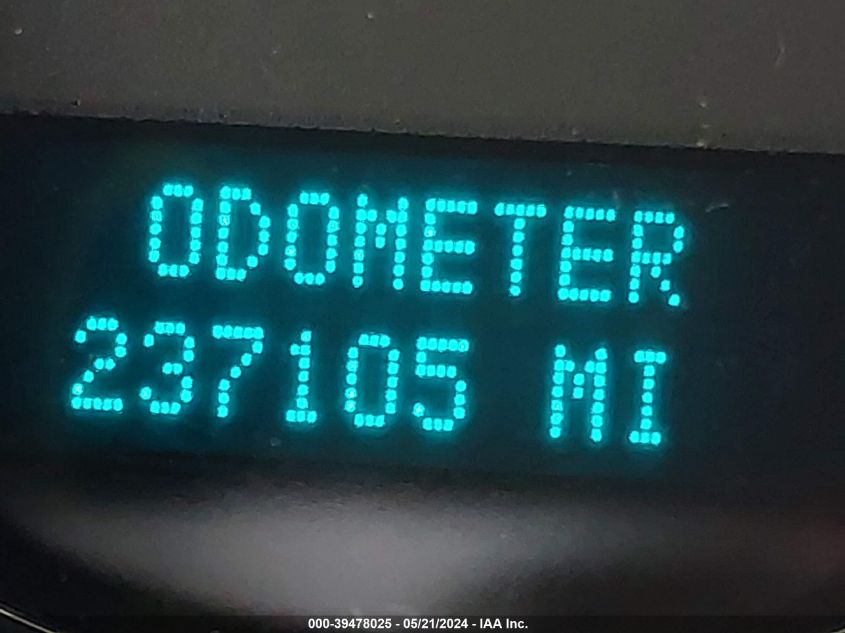 ODOMETER
237105 MI
000-39478025 - 05/21/2024 - IAA Inc.